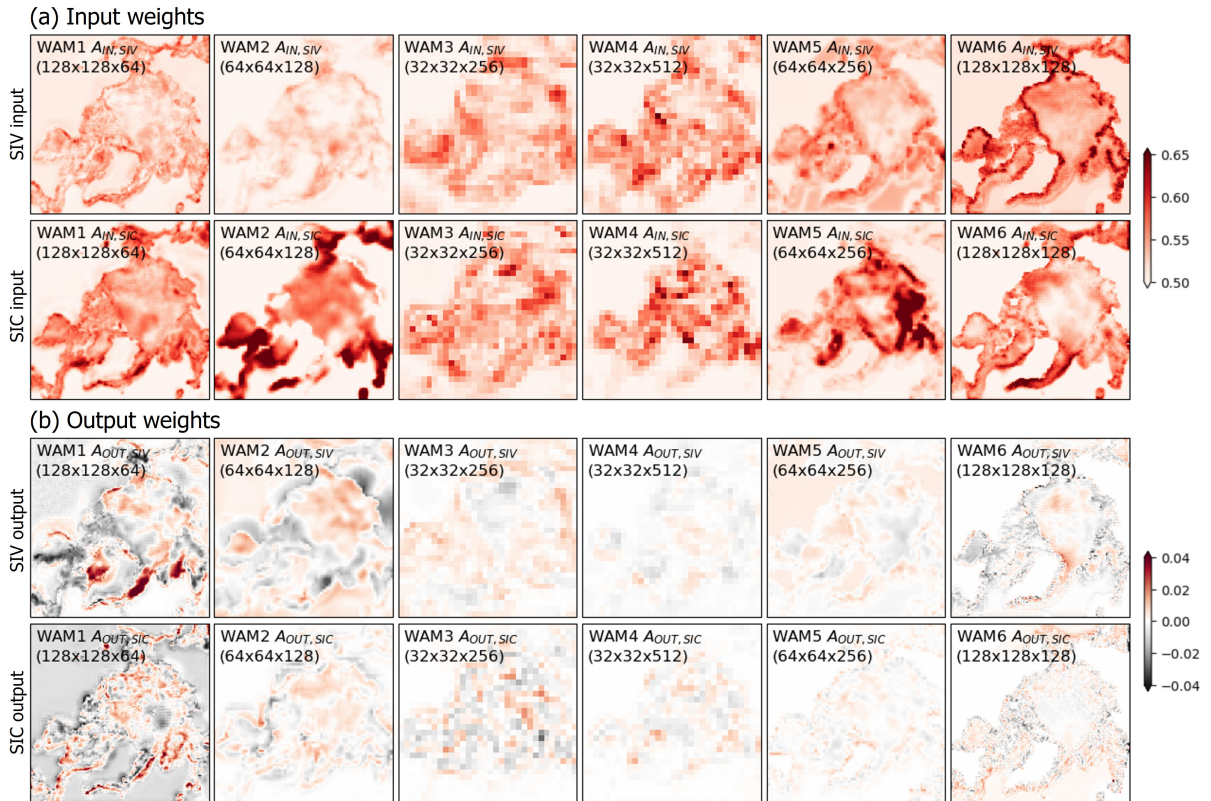 (a) Input weights
SIV input
WAM1 A_IN,SIV
(128x128x64)
WAM2 A_IN,SIV
(64x64x128)
WAM3 A_IN,SIV
(32x32x256)
WAM4 A_IN,SIV
(32x32x512)
WAM5 A_IN,SIV
(64x64x256)
WAM6 A_IN,SIV
(128x128x128)
SIC input
WAM1 A_IN,SIC
(128x128x64)
WAM2 A_IN,SIC
(64x64x128)
WAM3 A_IN,SIC
(32x32x256)
WAM4 A_IN,SIC
(32x32x512)
WAM5 A_IN,SIC
(64x64x256)
WAM6 A_IN,SIC
(128x128x128)
0.65
0.60
0.55
0.50
(b) Output weights
SIV output
WAM1 A_OUT,SIV
(128x128x64)
WAM2 A_OUT,SIV
(64x64x128)
WAM3 A_OUT,SIV
(32x32x256)
WAM4 A_OUT,SIV
(32x32x512)
WAM5 A_OUT,SIV
(64x64x256)
WAM6 A_OUT,SIV
(128x128x128)
SIC output
WAM1 A_OUT,SIC
(128x128x64)
WAM2 A_OUT,SIC
(64x64x128)
WAM3 A_OUT,SIC
(32x32x256)
WAM4 A_OUT,SIC
(32x32x512)
WAM5 A_OUT,SIC
(64x64x256)
WAM6 A_OUT,SIC
(128x128x128)
0.04
0.02
0.00
−0.02
−0.04